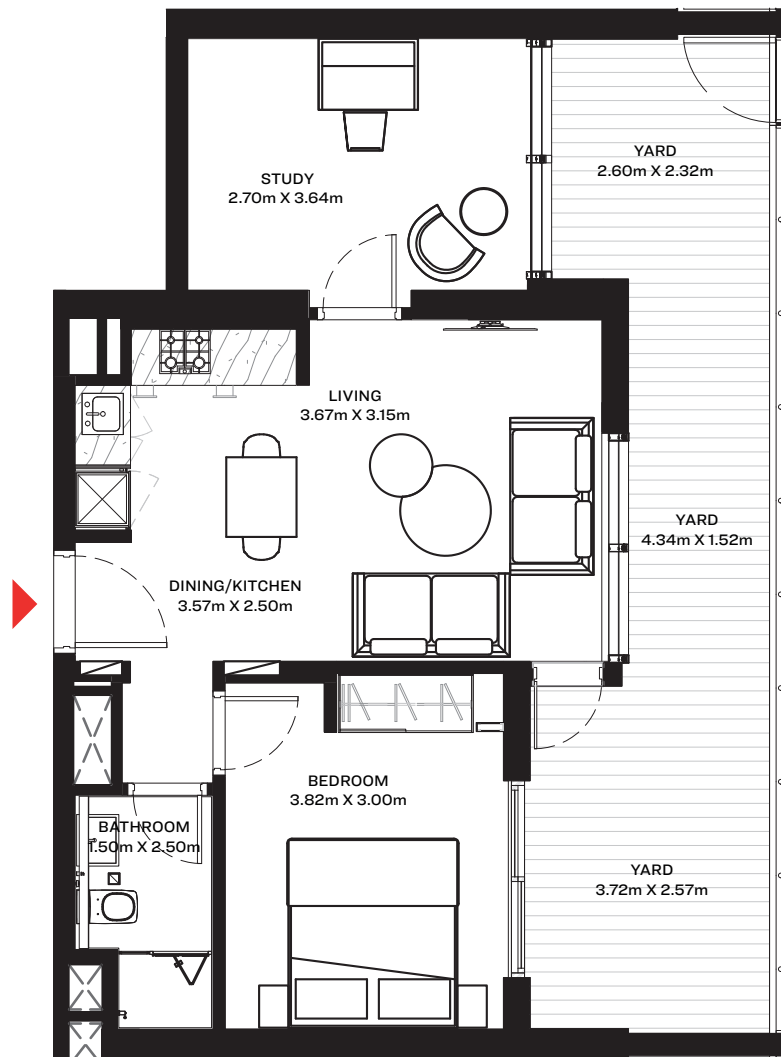 YARD
2.60m X 2.32m
STUDY
2.70m X 3.64m
LIVING
3.67m X 3.15m
YARD
4.34m X 1.52m
DINING/KITCHEN
3.57m X 2.50m
BEDROOM
3.82m X 3.00m
BATHROOM
1.50m X 2.50m
YARD
3.72m X 2.57m